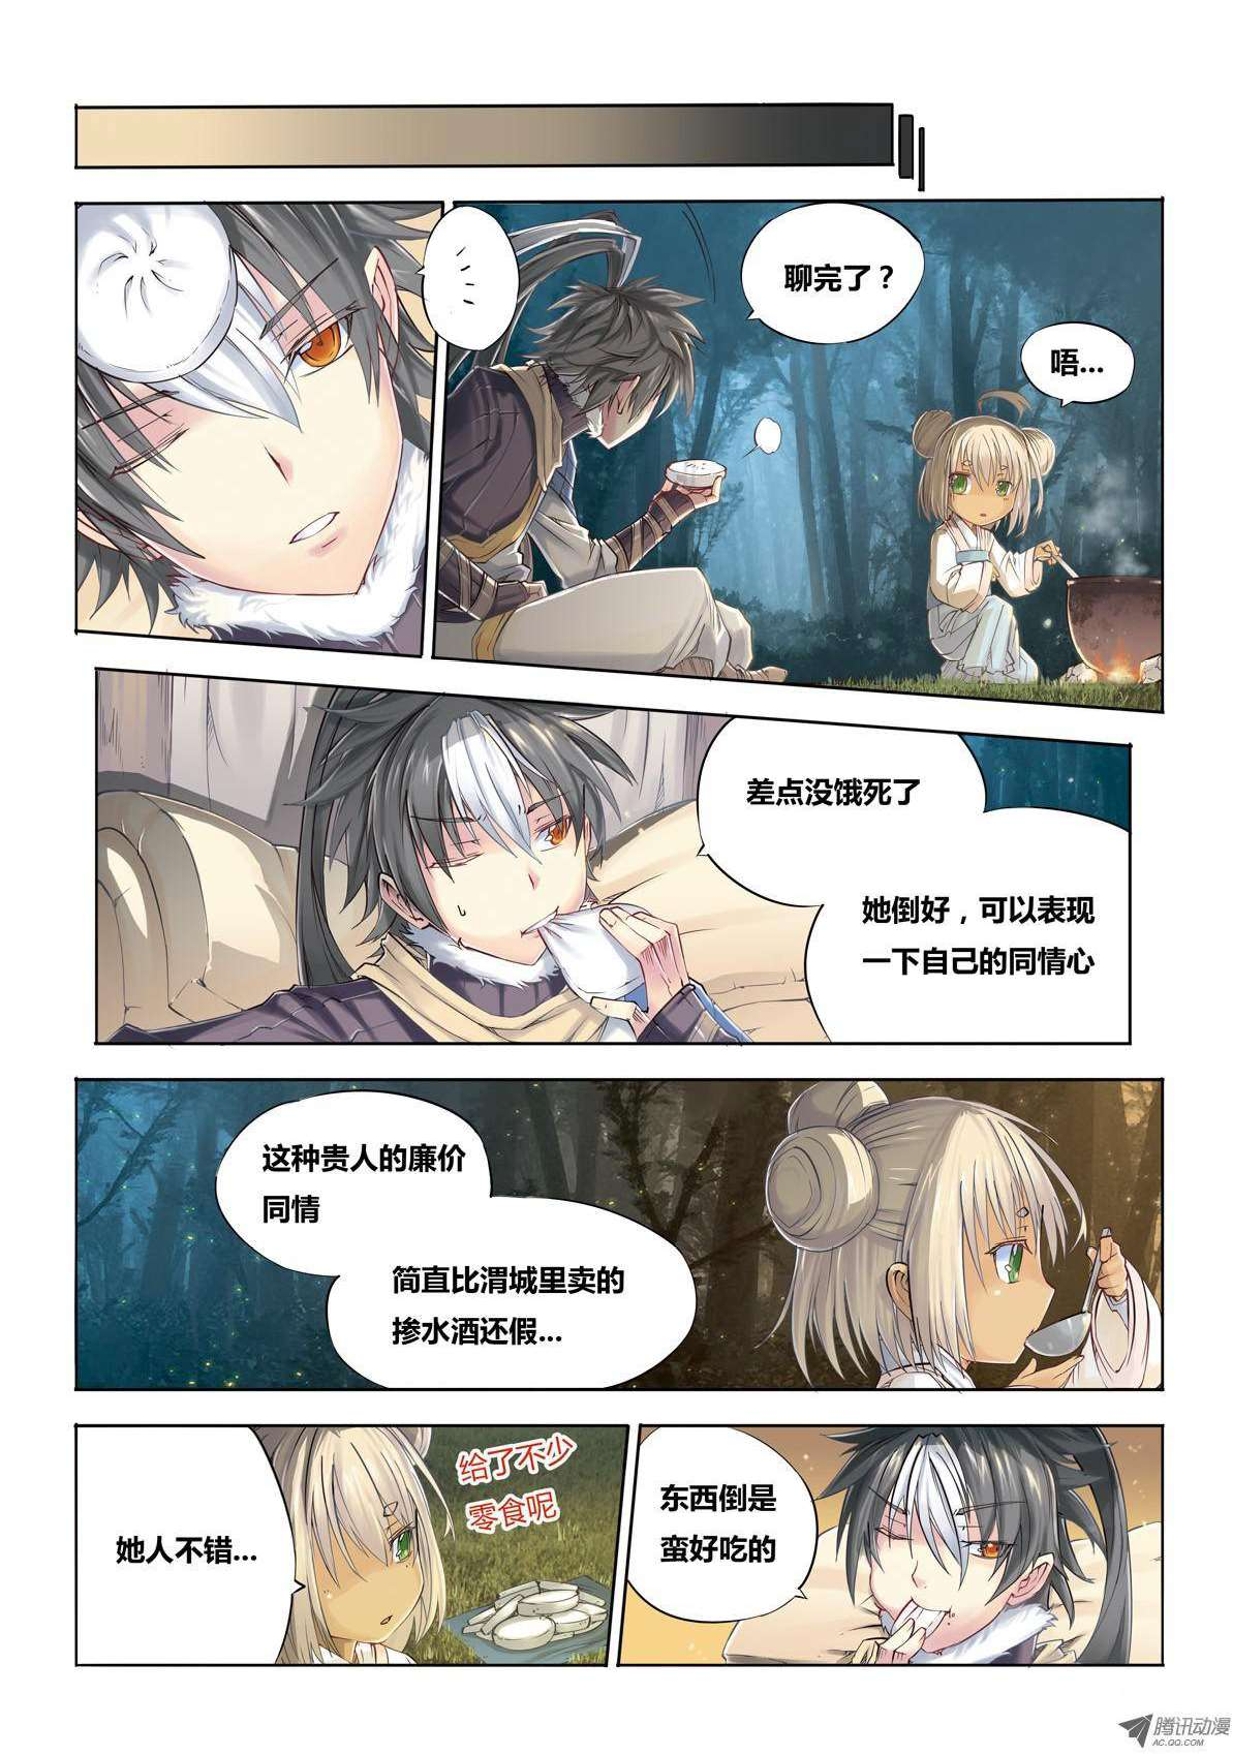 聊完了？
唔...
差点没饿死了
她倒好，可以表现
一下自己的同情心
这种贵人的廉价
同情
简直比渭城里卖的
掺水酒还假...
她人不错...
给了不少
零食呢
东西倒是
蛮好吃的
腾讯动漫
AC.QQ.COM